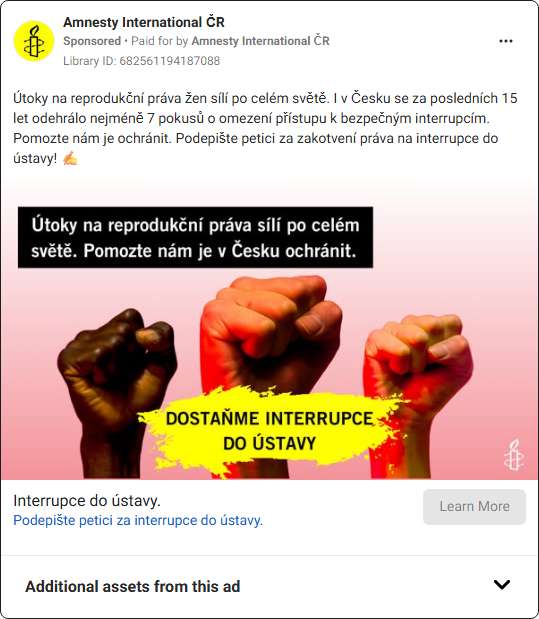 Amnesty International ČR
Sponsored • Paid for by Amnesty International ČR
Library ID: 682561194187088
Útoky na reprodukční práva žen sílí po celém světě. I v Česku se za posledních 15
let odehrálo nejméně 7 pokusů o omezení přístupu k bezpečným interrupcím.
Pomozte nám je ochránit. Podepište petici za zakotvení práva na interrupce do
ústavy! ✍️
Útoky na reprodukční práva sílí po celém
světě. Pomozte nám je v Česku ochránit.
DOSTAŇME INTERRUPCE
DO ÚSTAVY
Interrupce do ústavy.
Podepište petici za interrupce do ústavy.
Learn More
Additional assets from this ad